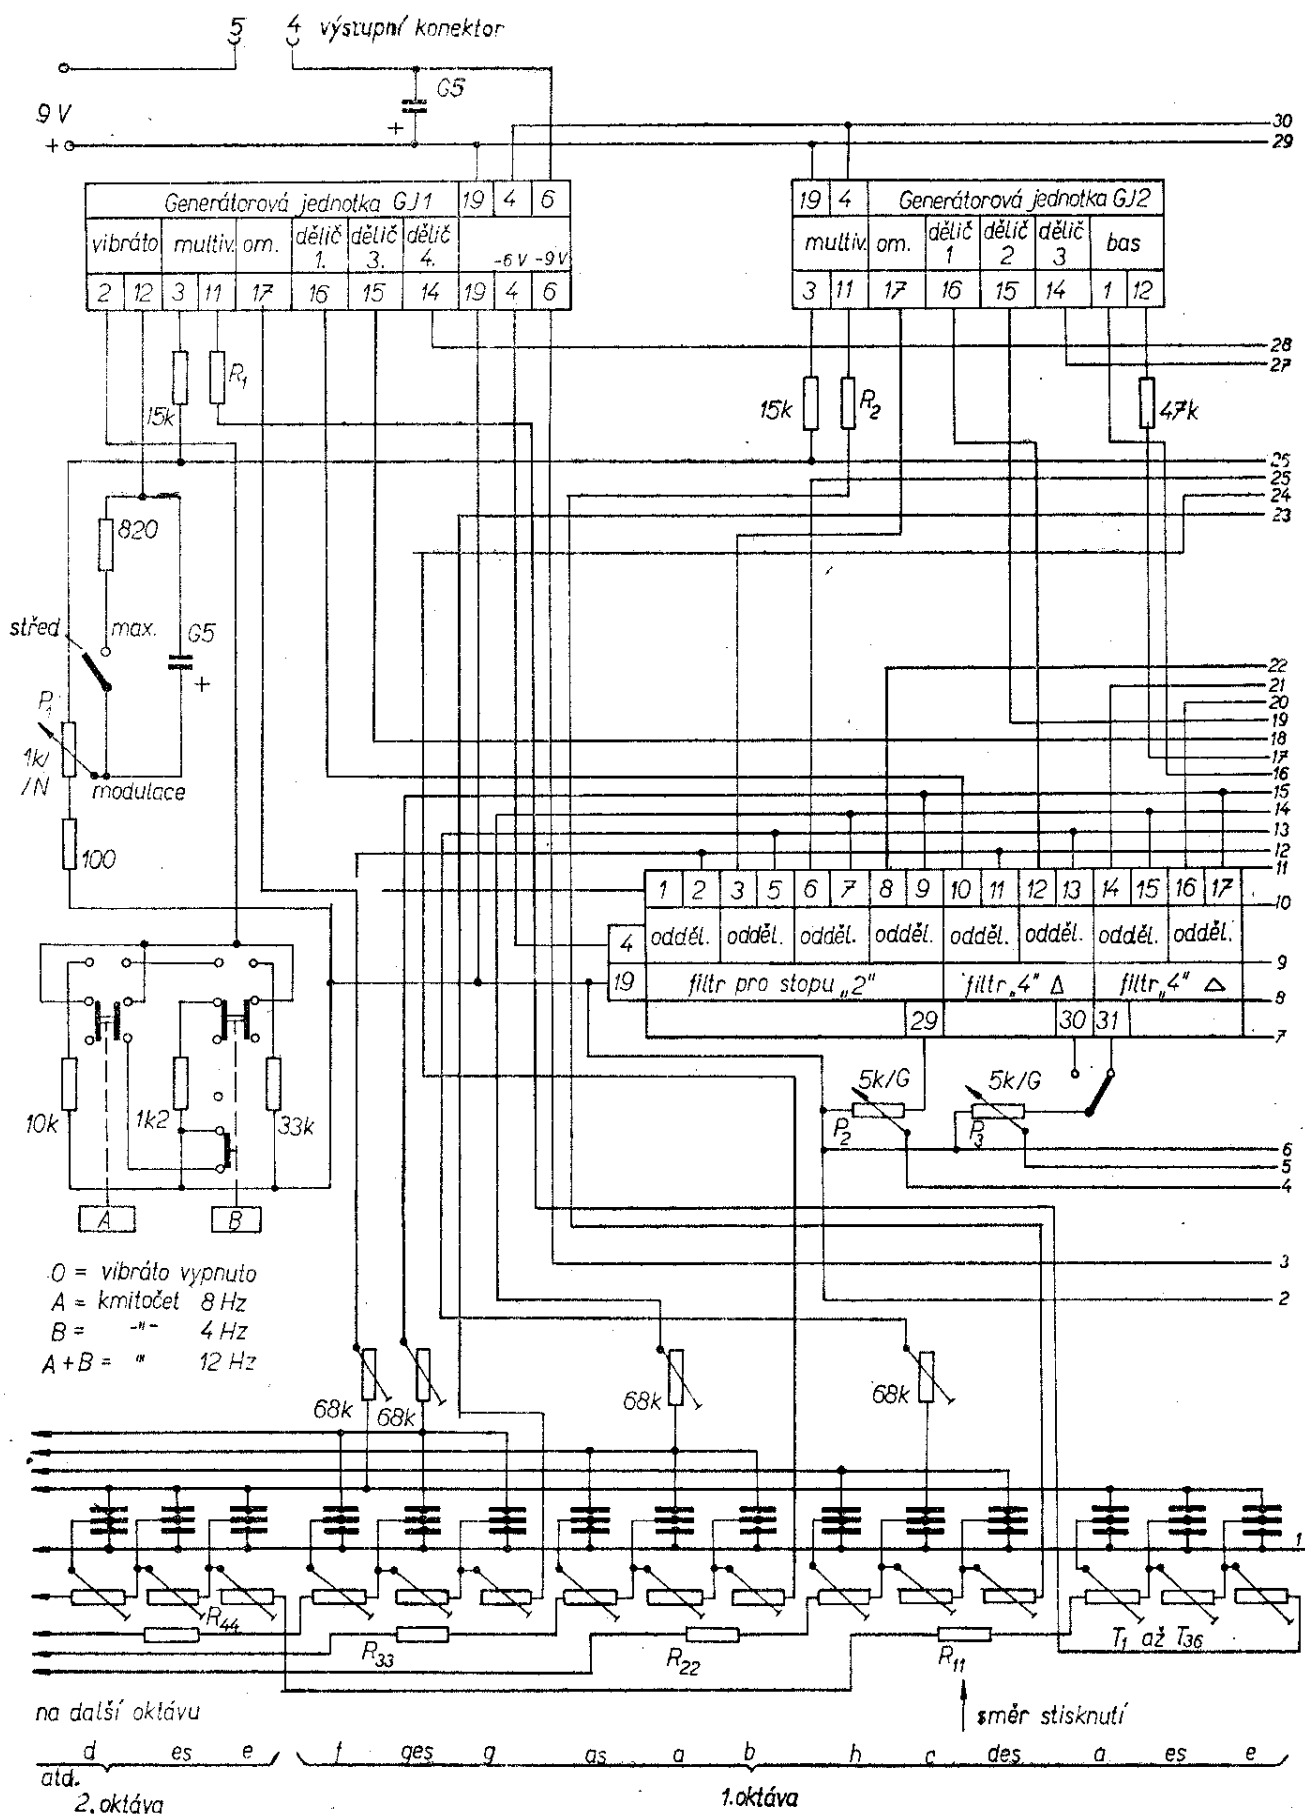 5 4 výstupní konektor
G5
9 V
+
+
30
29
Generátorová jednotka GJ1 19 4 6
vibráto multiv. om. dělič 1. dělič 3. dělič 4. -6 V -9 V
2 12 3 11 17 16 15 14 19 4 6
19 4 Generátorová jednotka GJ2
multiv. om. dělič 1 dělič 2 dělič 3 bas
3 11 17 16 15 14 1 12
28
27
15k R1
15k R2 47k
26
25
24
23
820
střed max. G5
+
P1
1k/
/N
modulace
100
22
21
20
19
18
17
16
15
14
13
12
11
1 2 3 5 6 7 8 9 10 11 12 13 14 15 16 17
10
4 odděl. odděl. odděl. odděl. odděl. odděl. odděl. odděl.
9
19 filtr pro stopu „2" filtr „4" Δ filtr „4" △
8
29 30 31
7
10k 1k2 33k
5k/G 5k/G
P2 P3
6
5
4
A B
O = vibráto vypnuto
A = kmitočet 8 Hz
B = -"- 4 Hz
A+B = " 12 Hz
3
2
68k 68k 68k 68k
1
R44 R33 R22 R11 T1 až T36
na další oktávu
směr stisknutí
d es e f ges g as a b h c des a es e
atd.
2. oktáva 1. oktáva